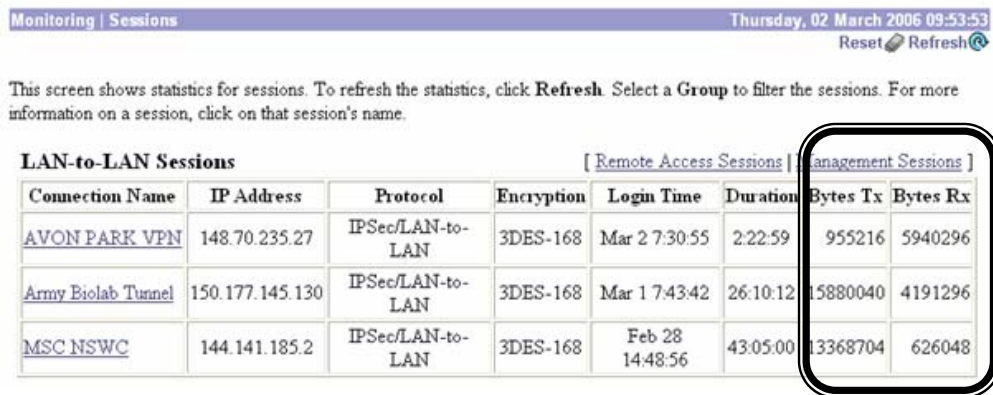 Monitoring | Sessions Thursday, 02 March 2006 09:53:53
Reset Refresh
This screen shows statistics for sessions. To refresh the statistics, click Refresh. Select a Group to filter the sessions. For more
information on a session, click on that session's name.
LAN-to-LAN Sessions [ Remote Access Sessions | Management Sessions ]
Connection Name IP Address Protocol Encryption Login Time Duration Bytes Tx Bytes Rx
AVON PARK VPN 148.70.235.27 IPSec/LAN-to-LAN 3DES-168 Mar 2 7:30:55 2:22:59 955216 5940296
Army Biolab Tunnel 150.177.145.130 IPSec/LAN-to-LAN 3DES-168 Mar 1 7:43:42 26:10:12 15880040 4191296
MSC NSWC 144.141.185.2 IPSec/LAN-to-LAN 3DES-168 Feb 28 14:48:56 43:05:00 13368704 626048